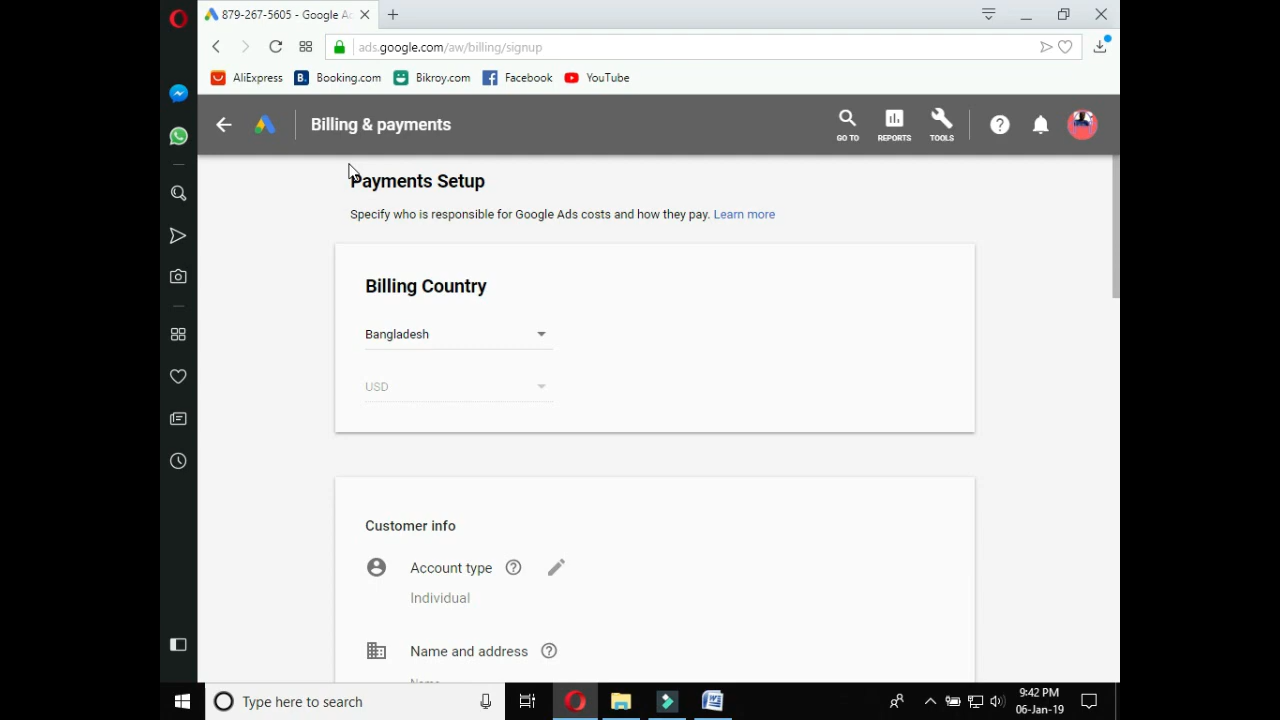 879-267-5605 - Google Ad
ads.google.com/aw/billing/signup
AliExpress
Booking.com
Bikroy.com
Facebook
YouTube
Billing & payments
GO TO
REPORTS
TOOLS
Payments Setup
Specify who is responsible for Google Ads costs and how they pay. Learn more
Billing Country
Bangladesh
USD
Customer info
Account type
Individual
Name and address
Name
Type here to search
9:42 PM
06-Jan-19